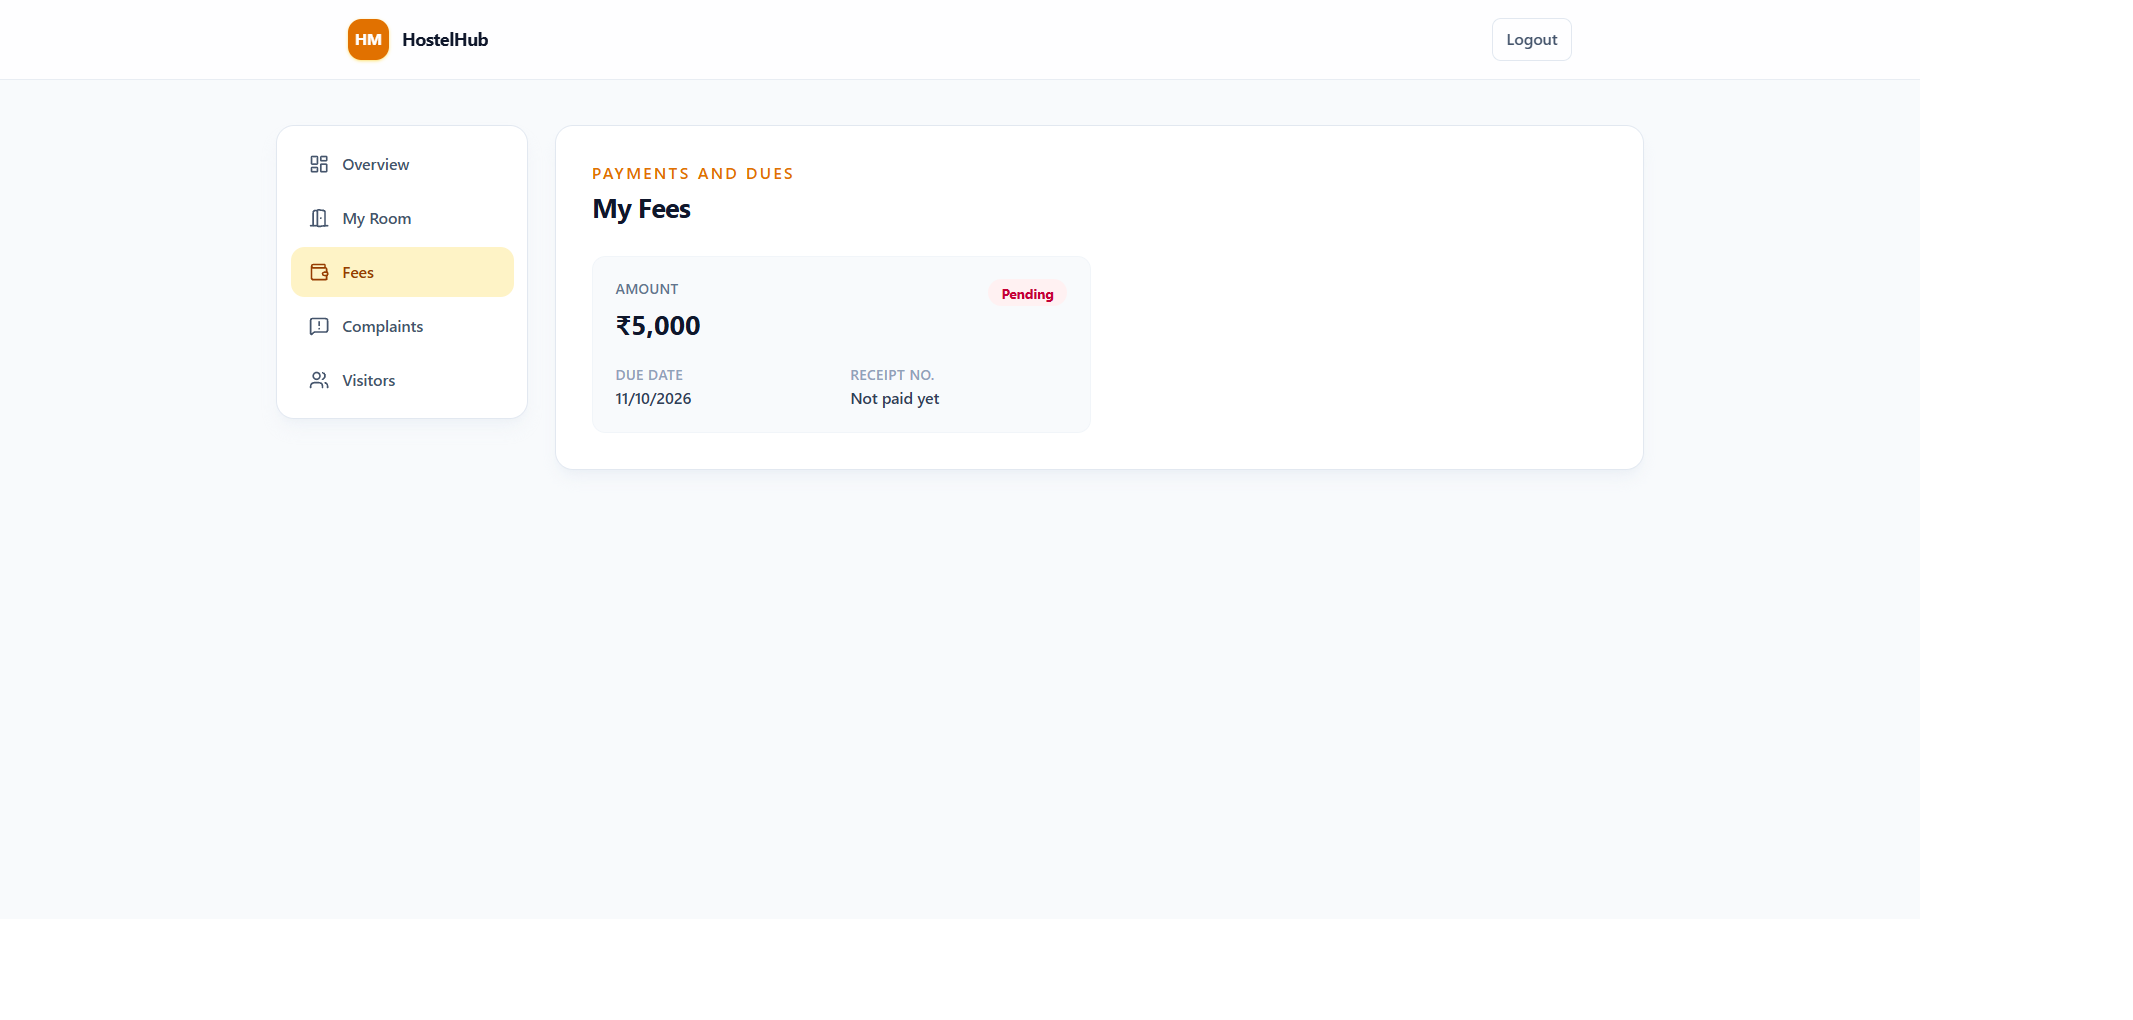 HM
HostelHub
Logout
Overview
My Room
Fees
Complaints
Visitors
PAYMENTS AND DUES
My Fees
AMOUNT
Pending
₹5,000
DUE DATE
RECEIPT NO.
11/10/2026
Not paid yet